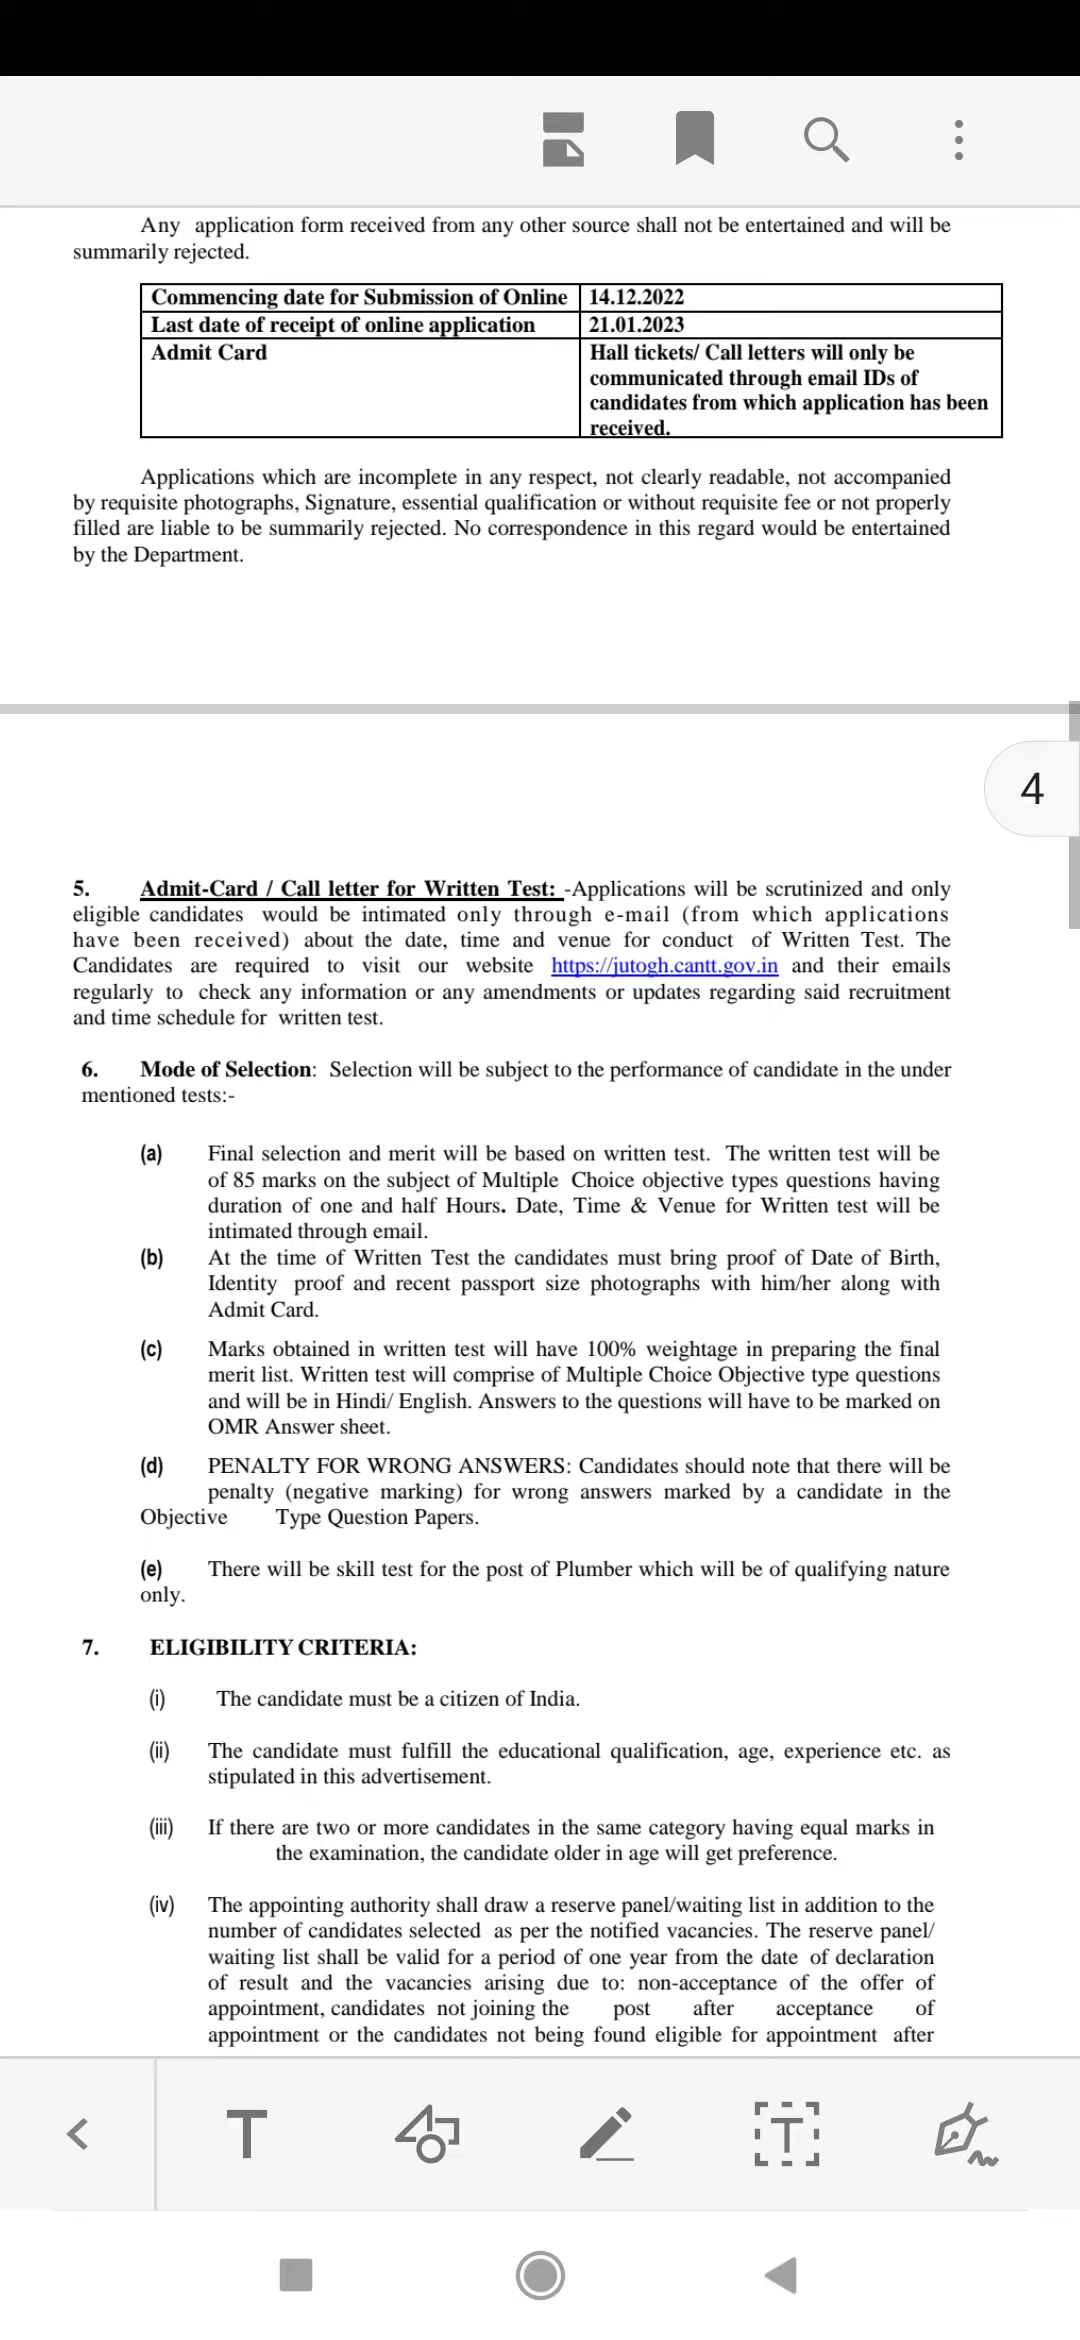 Any application form received from any other source shall not be entertained and will be
summarily rejected.
Commencing date for Submission of Online 14.12.2022
Last date of receipt of online application 21.01.2023
Admit Card Hall tickets/ Call letters will only be
communicated through email IDs of
candidates from which application has been
received.
Applications which are incomplete in any respect, not clearly readable, not accompanied
by requisite photographs, Signature, essential qualification or without requisite fee or not properly
filled are liable to be summarily rejected. No correspondence in this regard would be entertained
by the Department.
4
5. Admit-Card / Call letter for Written Test: -Applications will be scrutinized and only
eligible candidates would be intimated only through e-mail (from which applications
have been received) about the date, time and venue for conduct of Written Test. The
Candidates are required to visit our website https://jutogh.cantt.gov.in and their emails
regularly to check any information or any amendments or updates regarding said recruitment
and time schedule for written test.
6. Mode of Selection: Selection will be subject to the performance of candidate in the under
mentioned tests:-
(a) Final selection and merit will be based on written test. The written test will be
of 85 marks on the subject of Multiple Choice objective types questions having
duration of one and half Hours. Date, Time & Venue for Written test will be
intimated through email.
(b) At the time of Written Test the candidates must bring proof of Date of Birth,
Identity proof and recent passport size photographs with him/her along with
Admit Card.
(c) Marks obtained in written test will have 100% weightage in preparing the final
merit list. Written test will comprise of Multiple Choice Objective type questions
and will be in Hindi/ English. Answers to the questions will have to be marked on
OMR Answer sheet.
(d) PENALTY FOR WRONG ANSWERS: Candidates should note that there will be
penalty (negative marking) for wrong answers marked by a candidate in the
Objective Type Question Papers.
(e) There will be skill test for the post of Plumber which will be of qualifying nature
only.
7. ELIGIBILITY CRITERIA:
(i) The candidate must be a citizen of India.
(ii) The candidate must fulfill the educational qualification, age, experience etc. as
stipulated in this advertisement.
(iii) If there are two or more candidates in the same category having equal marks in
the examination, the candidate older in age will get preference.
(iv) The appointing authority shall draw a reserve panel/waiting list in addition to the
number of candidates selected as per the notified vacancies. The reserve panel/
waiting list shall be valid for a period of one year from the date of declaration
of result and the vacancies arising due to: non-acceptance of the offer of
appointment, candidates not joining the post after acceptance of
appointment or the candidates not being found eligible for appointment after